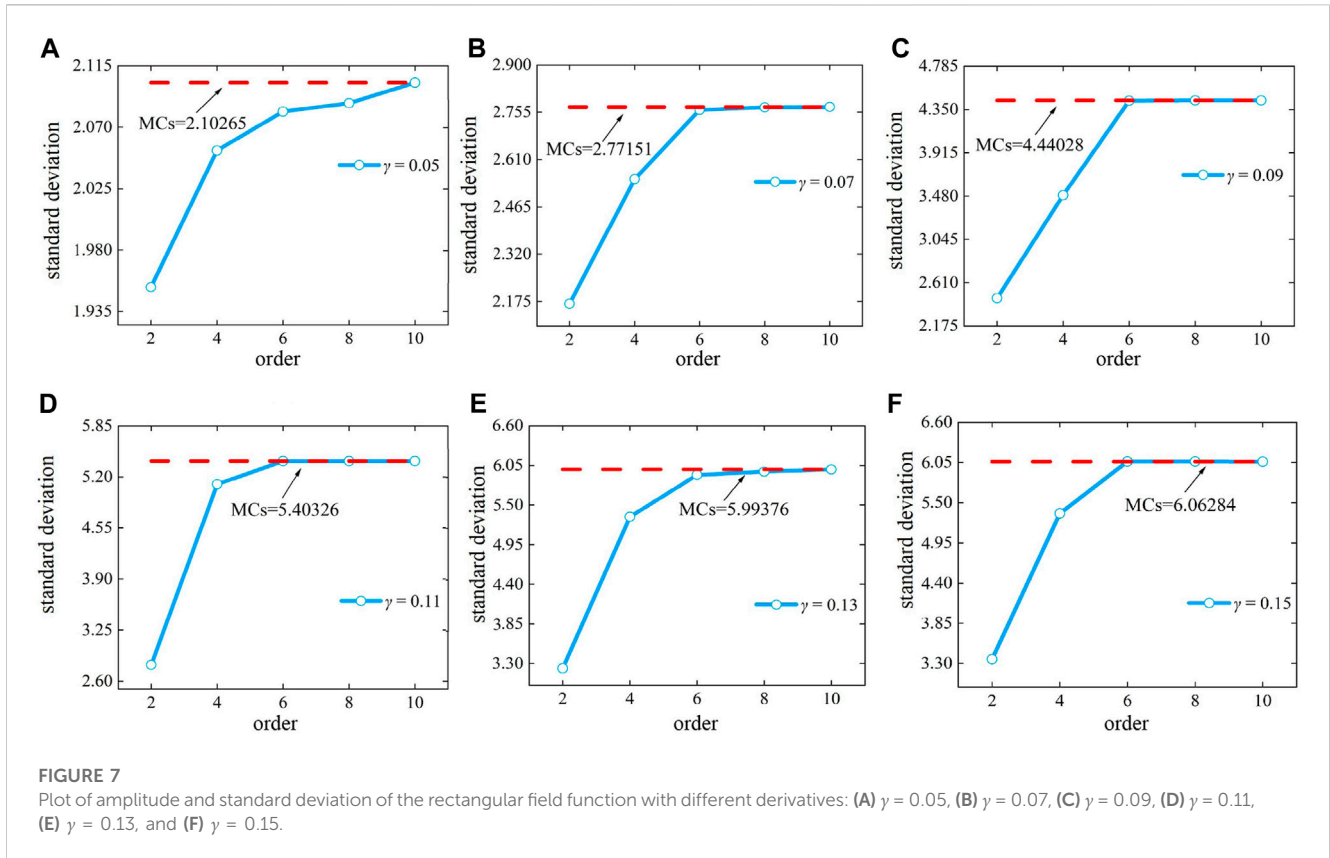 A
2.115
2.070
2.025
1.980
1.935
standard deviation
MCs=2.10265
γ = 0.05
2 4 6 8 10
order
B
2.900
2.755
2.610
2.465
2.320
2.175
standard deviation
MCs=2.77151
γ = 0.07
2 4 6 8 10
order
C
4.785
4.350
3.915
3.480
3.045
2.610
2.175
standard deviation
MCs=4.44028
γ = 0.09
2 4 6 8 10
order
D
5.85
5.20
4.55
3.90
3.25
2.60
standard deviation
MCs=5.40326
γ = 0.11
2 4 6 8 10
order
E
6.60
6.05
5.50
4.95
4.40
3.85
3.30
standard deviation
MCs=5.99376
γ = 0.13
2 4 6 8 10
order
F
6.60
6.05
5.50
4.95
4.40
3.85
3.30
standard deviation
MCs=6.06284
γ = 0.15
2 4 6 8 10
order
FIGURE 7
Plot of amplitude and standard deviation of the rectangular field function with different derivatives: (A) γ = 0.05, (B) γ = 0.07, (C) γ = 0.09, (D) γ = 0.11,
(E) γ = 0.13, and (F) γ = 0.15.